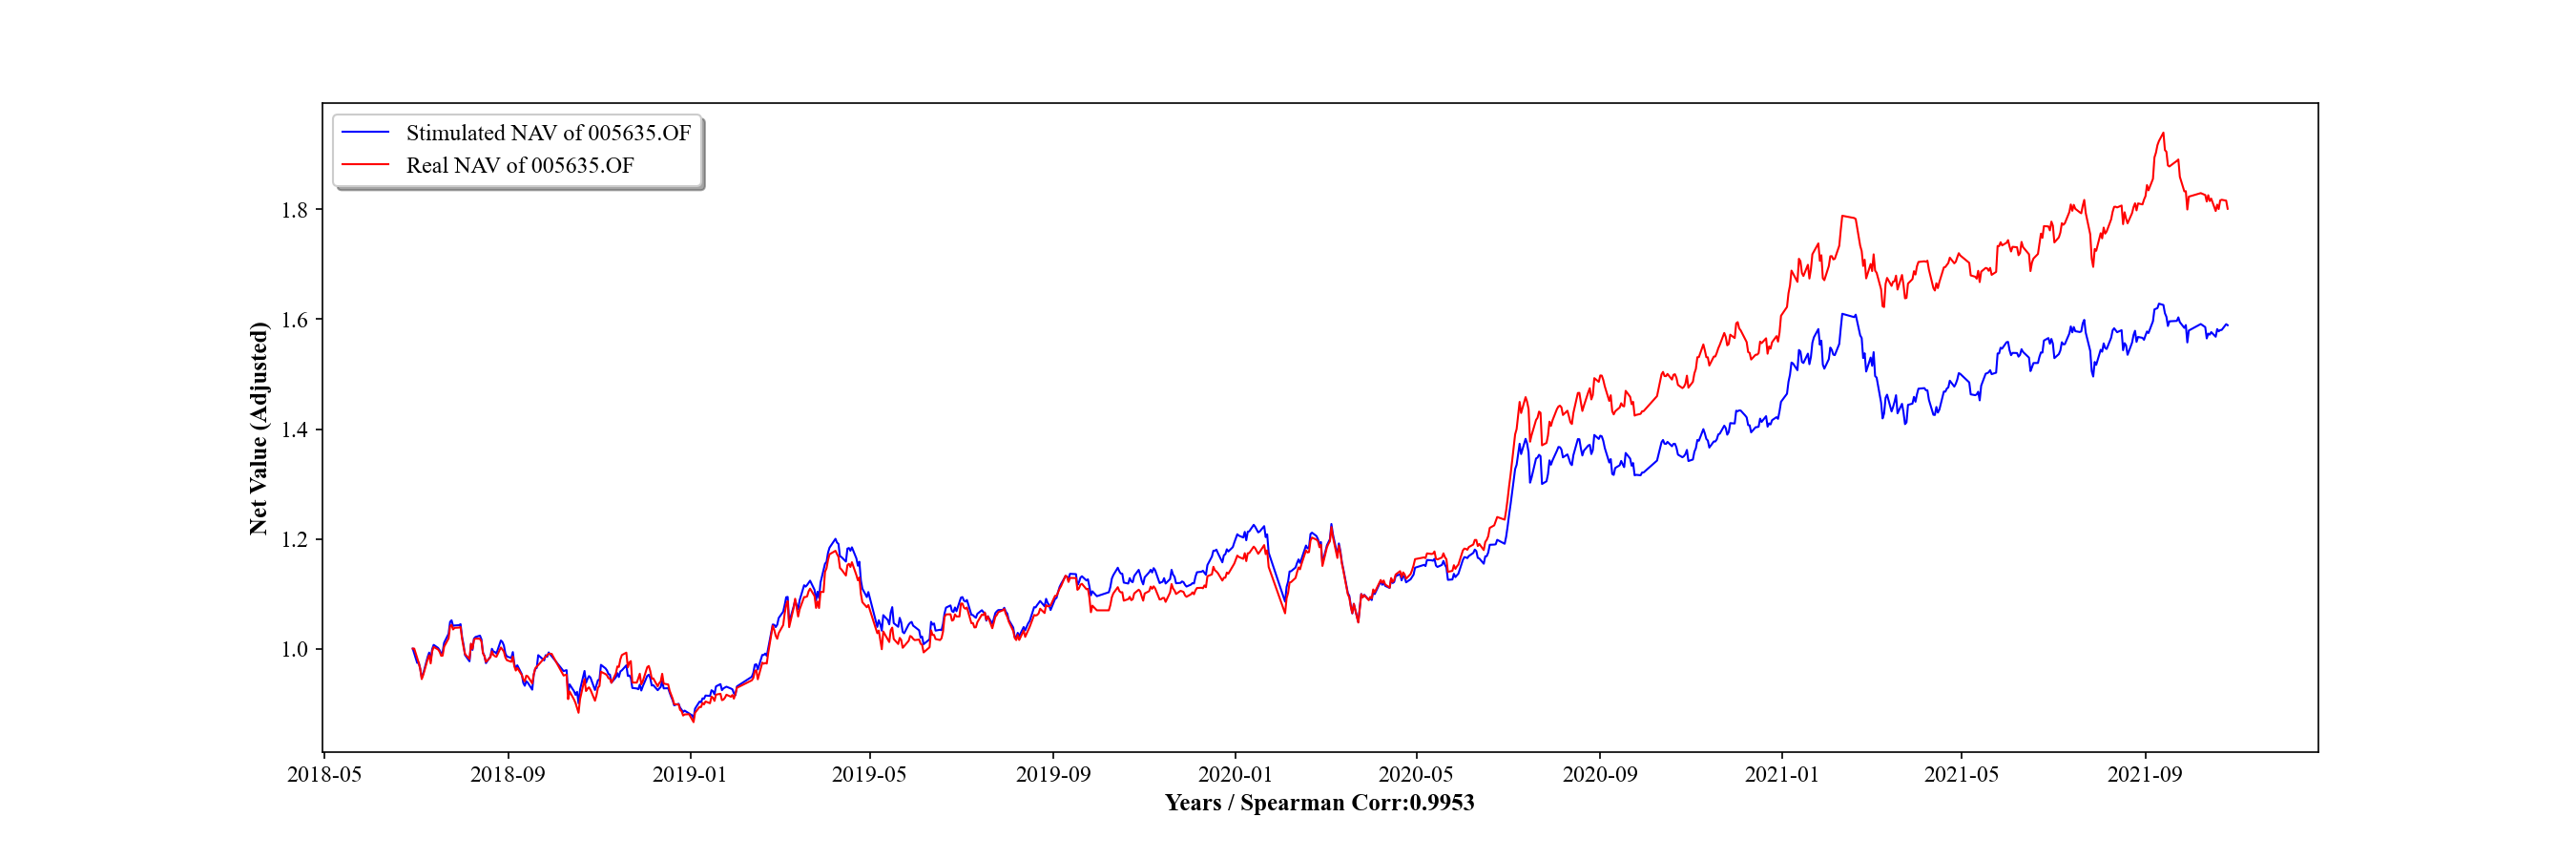 Stimulated NAV of 005635.OF
Real NAV of 005635.OF
Net Value (Adjusted)
1.8
1.6
1.4
1.2
1.0
2018-05 2018-09 2019-01 2019-05 2019-09 2020-01 2020-05 2020-09 2021-01 2021-05 2021-09
Years / Spearman Corr:0.9953